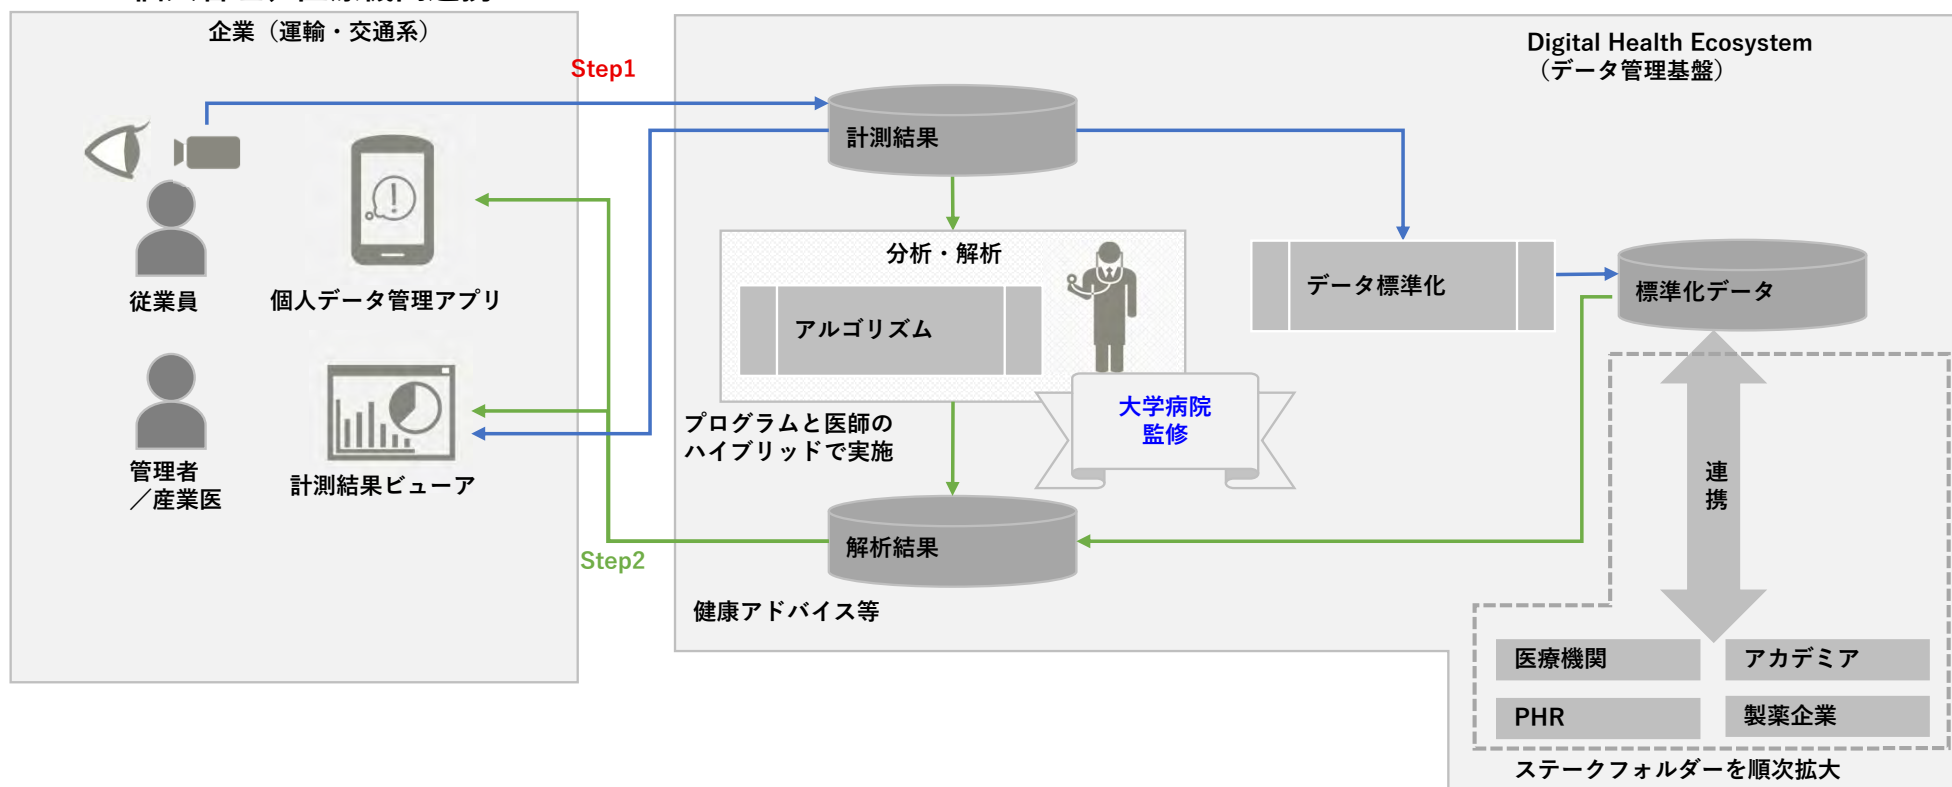 企業（運輸・交通系）
Digital Health Ecosystem
（データ管理基盤）
Step1
計測結果
従業員
個人データ管理アプリ
分析・解析
アルゴリズム
データ標準化
標準化データ
プログラムと医師の
ハイブリッドで実施
大学病院
監修
管理者
／産業医
計測結果ビューア
連
携
Step2
解析結果
健康アドバイス等
医療機関
アカデミア
PHR
製薬企業
ステークフォルダーを順次拡大